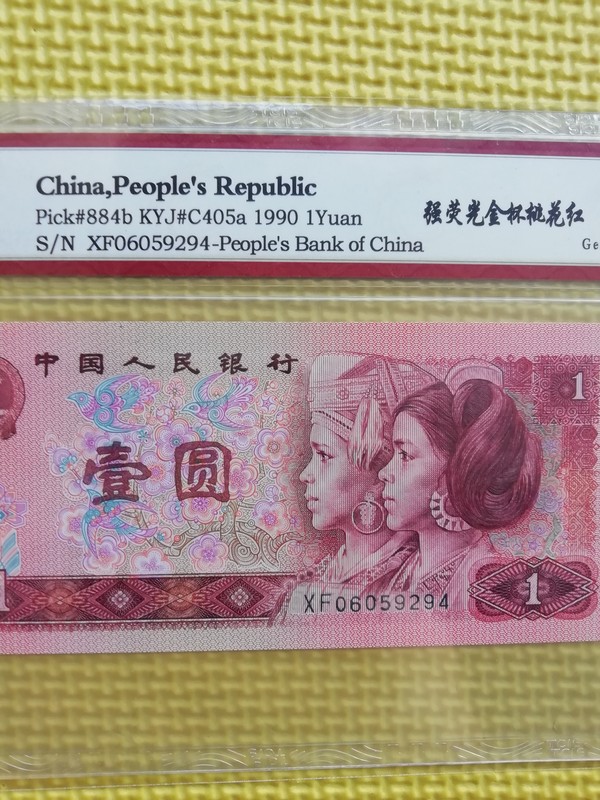 China,People's Republic
Pick#884b KYJ#C405a 1990 1Yuan
强荧光金杯桃花红
S/N XF06059294-People's Bank of China
Ge
中国人民银行
1
壹圆
XF06059294
1
1